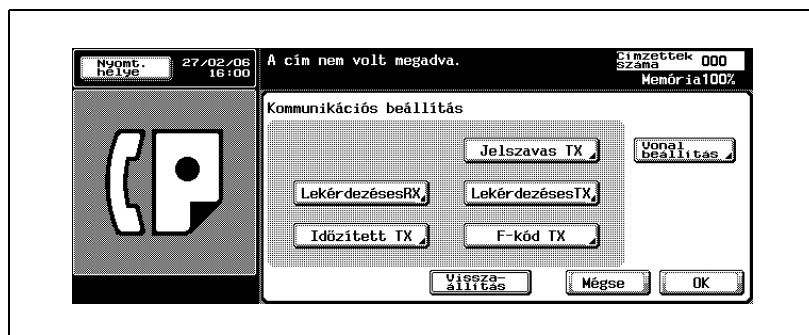 Nyomt.
helye
27/02/06
16:00
A cím nem volt megadva.
Címzettek
száma 000
Memória100%
Kommunikációs beállítás
Jelszavas TX
Vonal
beállítás
LekérdezésesRX
LekérdezésesTX
Időzített TX
F-kód TX
Vissza-
állítás
Mégse
OK